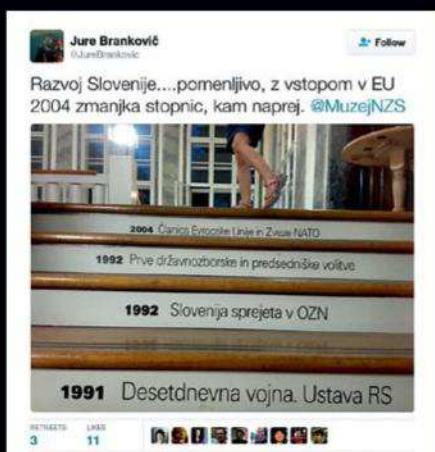 Jure Brankovič
@JureBrankovic
Follow
Razvoj Slovenije....pomenljivo, z vstopom v EU
2004 zmanjka stopnic, kam naprej. @MuzejNZS
2004 Članica Evropske Unije in Zveze NATO
1992 Prve državnozborske in predsedniške volitve
1992 Slovenija sprejeta v OZN
1991 Desetdnevna vojna. Ustava RS
RETWEETS LIKES
3 11